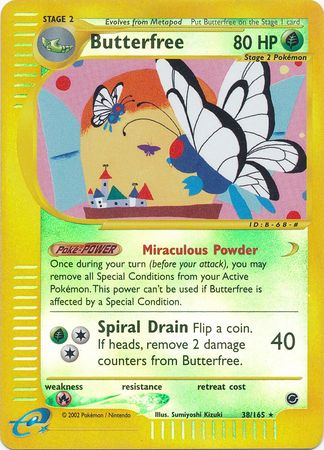 STAGE 2
Evolves from Metapod
Put Butterfree on the Stage 1 card
Butterfree
80 HP
Stage 2 Pokémon
ID:B-68-#
Poké-POWER
Miraculous Powder
Once during your turn (before your attack), you may
remove all Special Conditions from your Active
Pokémon. This power can't be used if Butterfree is
affected by a Special Condition.
Spiral Drain Flip a coin.
If heads, remove 2 damage
counters from Butterfree.
40
weakness
resistance
retreat cost
e
© 2002 Pokémon / Nintendo
Illus. Sumiyoshi Kizuki
38/165 ★